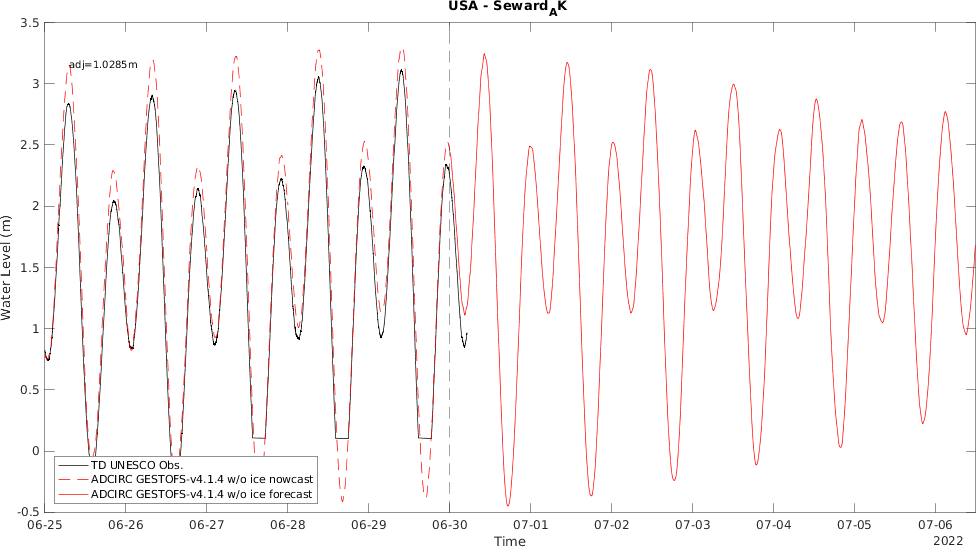 USA - Seward_AK
3.5
3
2.5
2
1.5
1
0.5
0
-0.5
Water Level (m)
adj=1.0285m
TD UNESCO Obs.
ADCIRC GESTOFS-v4.1.4 w/o ice nowcast
ADCIRC GESTOFS-v4.1.4 w/o ice forecast
06-25 06-26 06-27 06-28 06-29 06-30 07-01 07-02 07-03 07-04 07-05 07-06
Time
2022